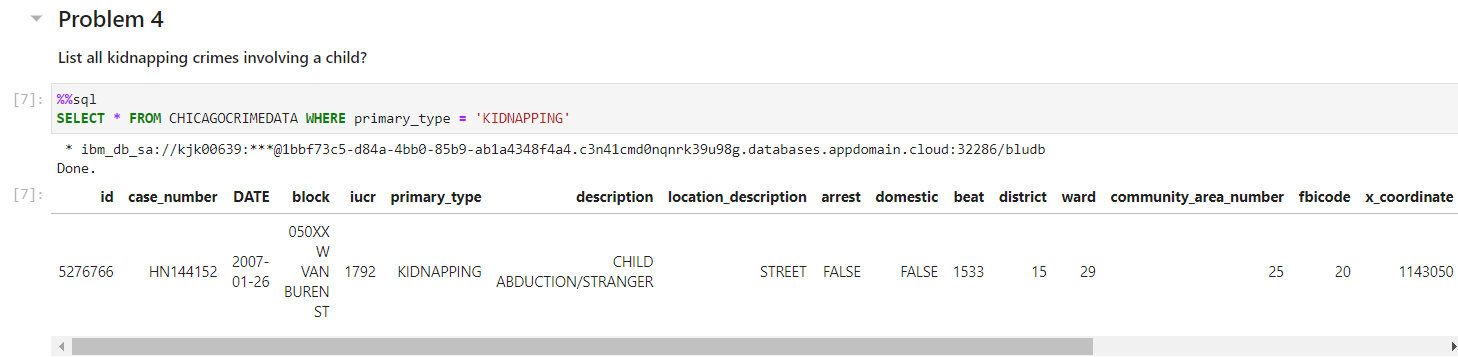 Problem 4
List all kidnapping crimes involving a child?
[7]: %%sql
SELECT * FROM CHICAGOCRIMEDATA WHERE primary_type = 'KIDNAPPING'
* ibm_db_sa://kjk00639:***@1bbf73c5-d84a-4bb0-85b9-ab1a4348f4a4.c3n41cmd0nqnrk39u98g.databases.appdomain.cloud:32286/bludb
Done.
[7]: id case_number DATE block iucr primary_type description location_description arrest domestic beat district ward community_area_number fbicode x_coordinate
5276766 HN144152 2007-01-26 050XX W VAN BUREN ST 1792 KIDNAPPING CHILD ABDUCTION/STRANGER STREET FALSE FALSE 1533 15 29 25 20 1143050